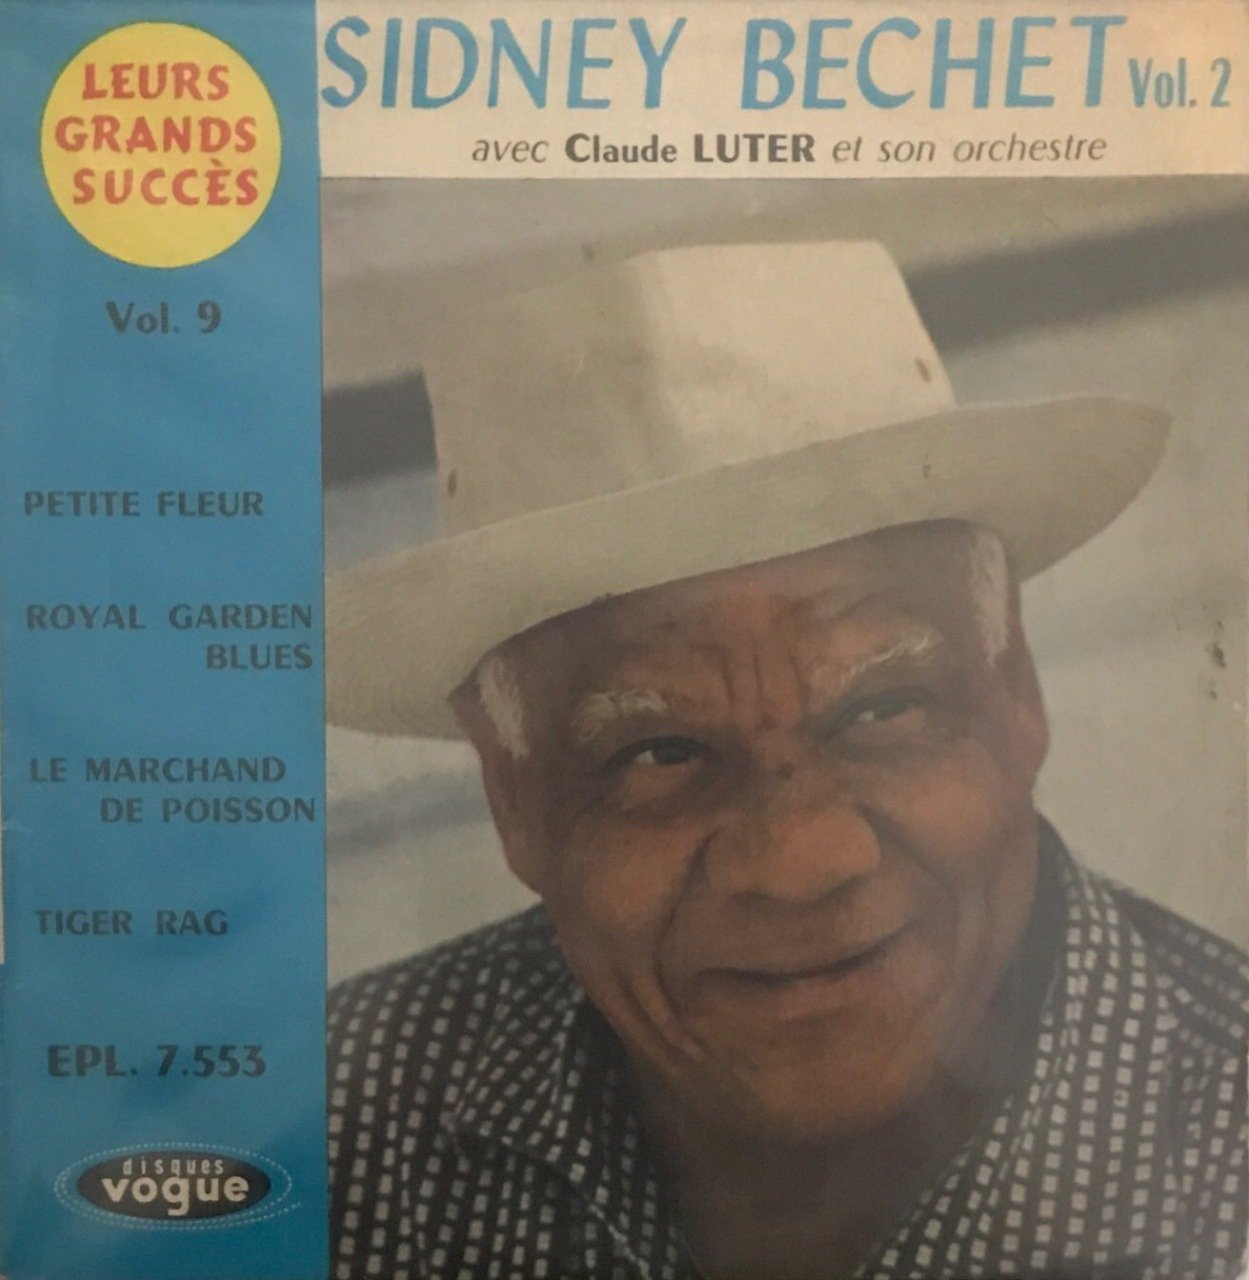 LEURS
GRANDS
SUCCÈS
Vol. 9
PETITE FLEUR
ROYAL GARDEN
BLUES
LE MARCHAND
DE POISSON
TIGER RAG
EPL. 7.553
disques
vogue
SIDNEY BECHET Vol. 2
avec Claude LUTER et son orchestre